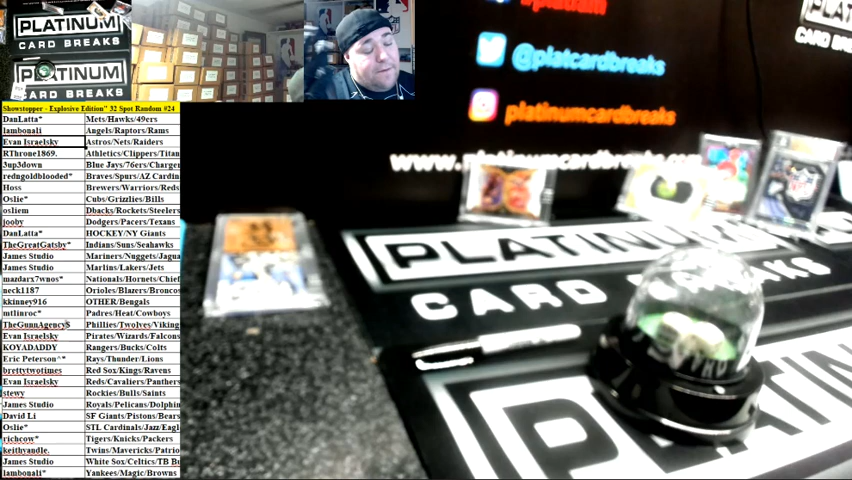 PLATINUM
CARD BREAKS
PLATINUM
Showstopper - Explosive Edition" 32 Spot Random #24
DanLatta* Mets/Hawks/49ers
lambonali Angels/Raptors/Rams
Evan Israelsky Astros/Nets/Raiders
RThrone1869. Athletics/Clippers/Titan
3up3down Blue Jays/76ers/Charger
redngoldblooded* Braves/Spurs/AZ Cardin
Hoss Brewers/Warriors/Reds
Oslie* Cubs/Grizzlies/Bills
osliem Dbacks/Rockets/Steelers
jooby Dodgers/Pacers/Texans
DanLatta* HOCKEY/NY Giants
TheGreatGatsby* Indians/Suns/Seahawks
James Studio Mariners/Nuggets/Jagua
James Studio Marlins/Lakers/Jets
mazdarx7wnos* Nationals/Hornets/Chief
neck1187 Orioles/Blazers/Bronco
kkinney916 OTHER/Bengals
mtlinroc* Padres/Heat/Cowboys
TheGunnAgency$ Phillies/Twolves/Viking
Evan Israelsky Pirates/Wizards/Falcons
KOYADADDY Rangers/Bucks/Colts
Eric Peterson^* Rays/Thunder/Lions
brettytwotimes Red Sox/Kings/Ravens
Evan Israelsky Reds/Cavaliers/Panthers
stewy Rockies/Bulls/Saints
James Studio Royals/Pelicans/Dolphin
David Li SF Giants/Pistons/Bears
Oslie* STL Cardinals/Jazz/Eagl
richcow* Tigers/Knicks/Packers
keithyandle. Twins/Mavericks/Patrio
James Studio White Sox/Celtics/TB Bu
lambonali* Yankees/Magic/Browns
@platcardbreaks
platinumcardbreaks
www.platinumcardbreaks.
PLATINUM
CARD BREAKS
PLATIN